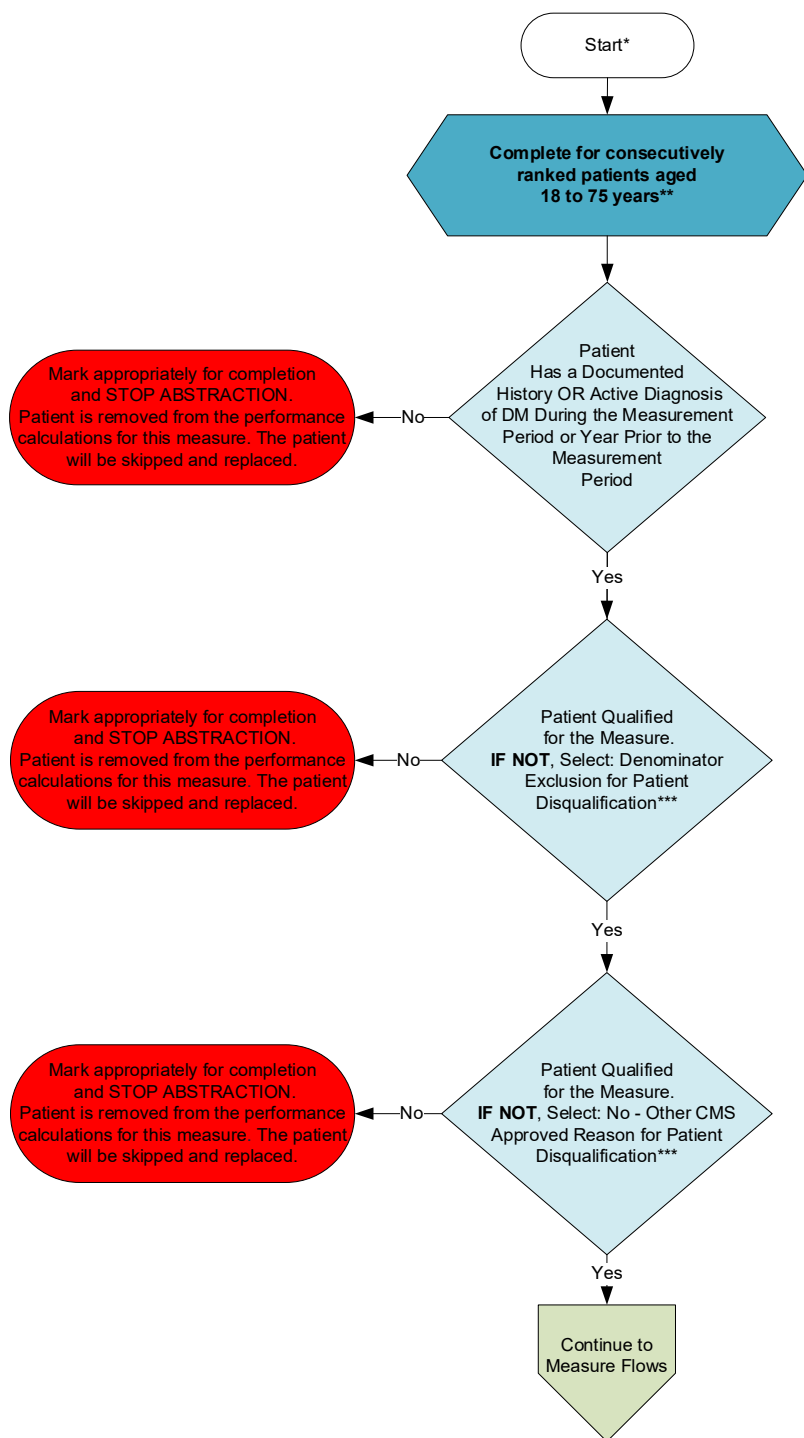 Start*
Complete for consecutively
ranked patients aged
18 to 75 years**
Patient
Has a Documented
History OR Active Diagnosis
of DM During the Measurement
Period or Year Prior to the
Measurement
Period
No
Mark appropriately for completion
and STOP ABSTRACTION.
Patient is removed from the performance
calculations for this measure. The patient
will be skipped and replaced.
Yes
Patient Qualified
for the Measure.
IF NOT, Select: Denominator
Exclusion for Patient
Disqualification***
No
Mark appropriately for completion
and STOP ABSTRACTION.
Patient is removed from the performance
calculations for this measure. The patient
will be skipped and replaced.
Yes
Patient Qualified
for the Measure.
IF NOT, Select: No - Other CMS
Approved Reason for Patient
Disqualification***
No
Mark appropriately for completion
and STOP ABSTRACTION.
Patient is removed from the performance
calculations for this measure. The patient
will be skipped and replaced.
Yes
Continue to
Measure Flows